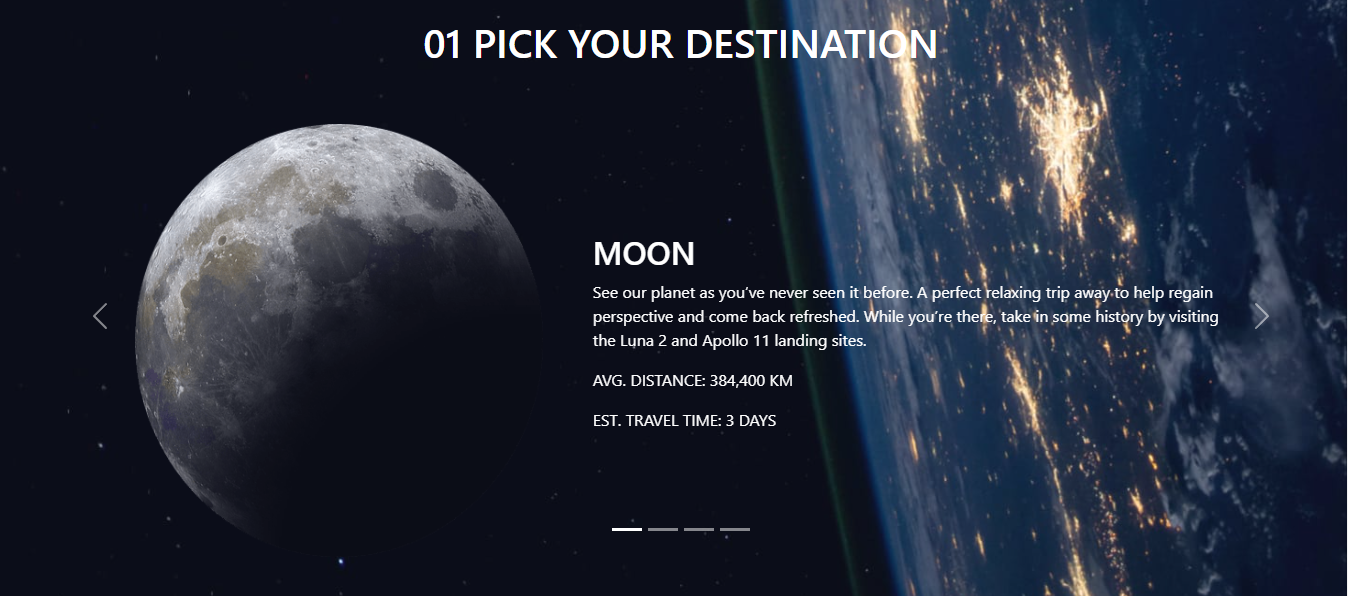 01 PICK YOUR DESTINATION
MOON
See our planet as you’ve never seen it before. A perfect relaxing trip away to help regain
perspective and come back refreshed. While you’re there, take in some history by visiting
the Luna 2 and Apollo 11 landing sites.
AVG. DISTANCE: 384,400 KM
EST. TRAVEL TIME: 3 DAYS